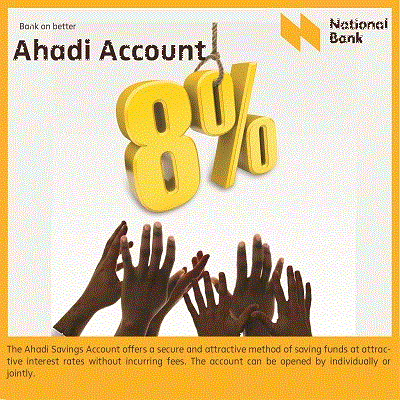 Bank on better
Ahadi Account
National
Bank
8%
The Ahadi Savings Account offers a secure and attractive method of saving funds at attrac-
tive interest rates without incurring fees. The account can be opened by individually or
jointly.